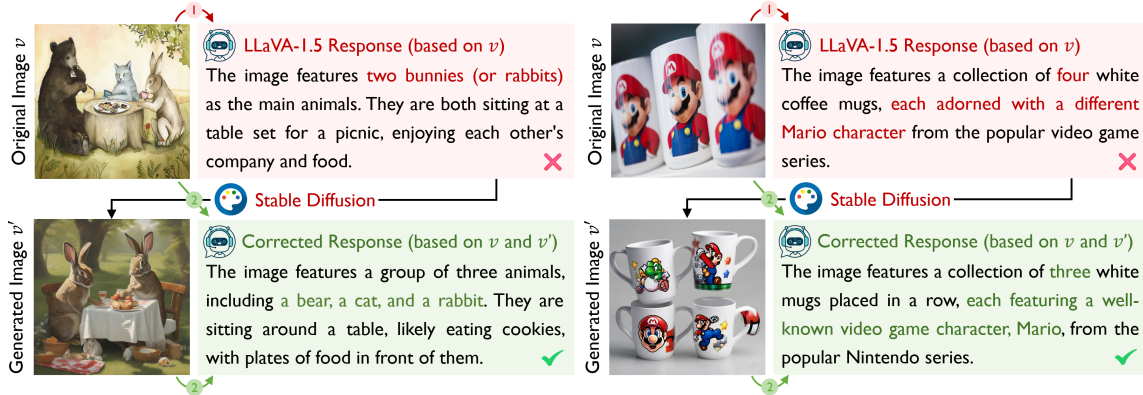 Original Image v
1
LLaVA-1.5 Response (based on v)
The image features two bunnies (or rabbits)
as the main animals. They are both sitting at a
table set for a picnic, enjoying each other's
company and food.
2
Stable Diffusion
Generated Image v'
Corrected Response (based on v and v')
The image features a group of three animals,
including a bear, a cat, and a rabbit. They are
sitting around a table, likely eating cookies,
with plates of food in front of them.
2
Original Image v
1
LLaVA-1.5 Response (based on v)
The image features a collection of four white
coffee mugs, each adorned with a different
Mario character from the popular video game
series.
2
Stable Diffusion
Generated Image v'
Corrected Response (based on v and v')
The image features a collection of three white
mugs placed in a row, each featuring a well-
known video game character, Mario, from the
popular Nintendo series.
2